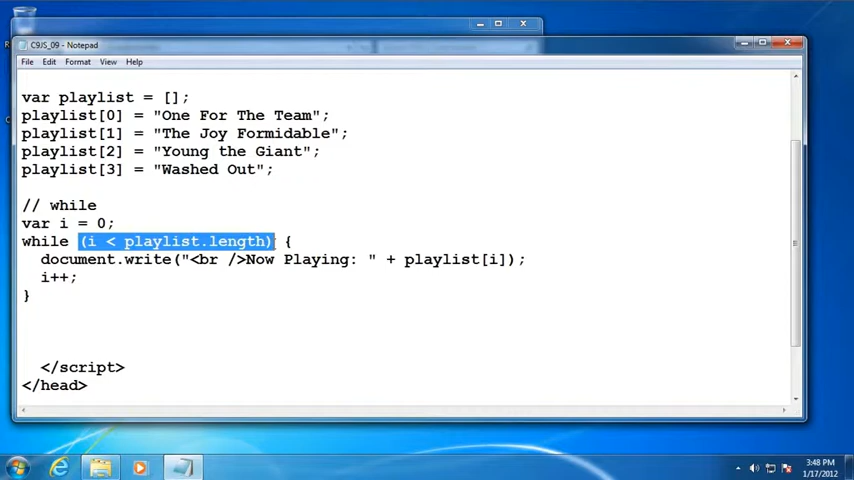 C9JS_09 - Notepad
File Edit Format View Help
var playlist = [];
playlist[0] = "One For The Team";
playlist[1] = "The Joy Formidable";
playlist[2] = "Young the Giant";
playlist[3] = "Washed Out";
// while
var i = 0;
while (i < playlist.length) {
document.write("<br />Now Playing: " + playlist[i]);
i++;
}
</script>
</head>
3:48 PM
1/17/2012